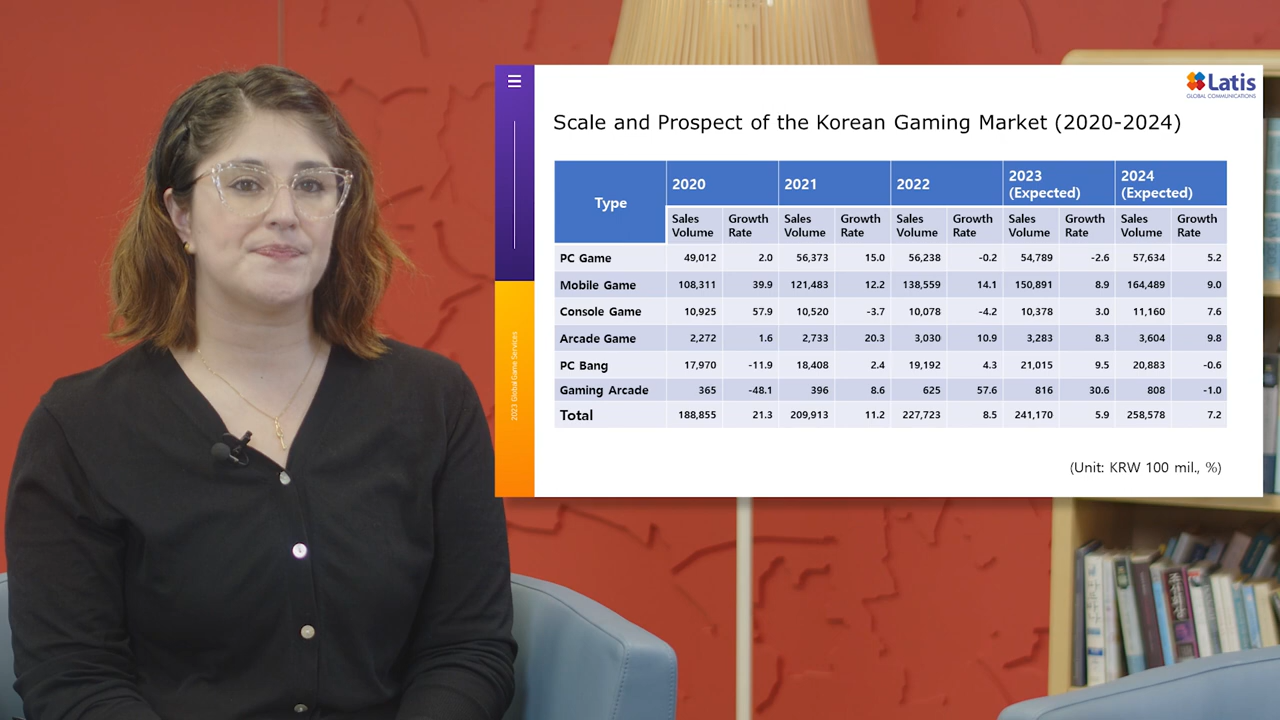 Latis
GLOBAL COMMUNICATIONS
Scale and Prospect of the Korean Gaming Market (2020-2024)
Type 2020 2021 2022 2023 (Expected) 2024 (Expected)
Sales Volume Growth Rate Sales Volume Growth Rate Sales Volume Growth Rate Sales Volume Growth Rate Sales Volume Growth Rate
PC Game 49,012 2.0 56,373 15.0 56,238 -0.2 54,789 -2.6 57,634 5.2
Mobile Game 108,311 39.9 121,483 12.2 138,559 14.1 150,891 8.9 164,489 9.0
Console Game 10,925 57.9 10,520 -3.7 10,078 -4.2 10,378 3.0 11,160 7.6
Arcade Game 2,272 1.6 2,733 20.3 3,030 10.9 3,283 8.3 3,604 9.8
PC Bang 17,970 -11.9 18,408 2.4 19,192 4.3 21,015 9.5 20,883 -0.6
Gaming Arcade 365 -48.1 396 8.6 625 57.6 816 30.6 808 -1.0
Total 188,855 21.3 209,913 11.2 227,723 8.5 241,170 5.9 258,578 7.2
(Unit: KRW 100 mil., %)
2023 Global Game Services